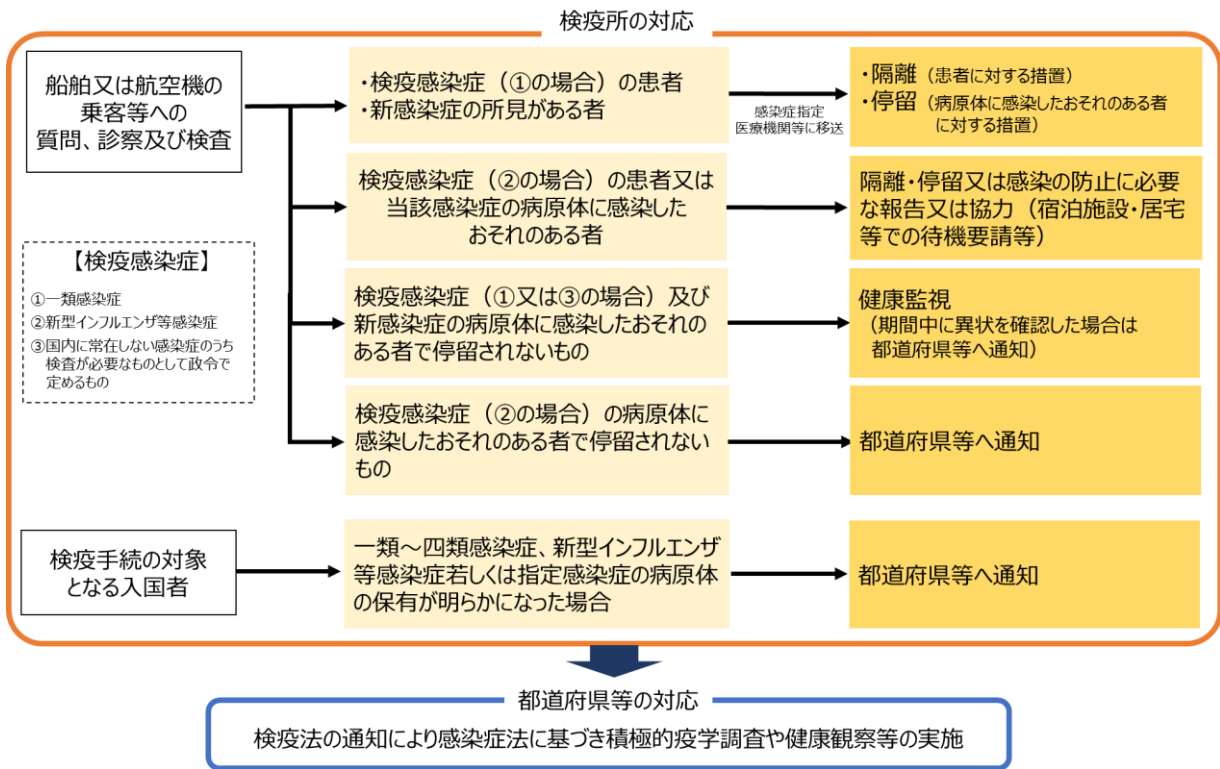 検疫所の対応
船舶又は航空機の
乗客等への
質問、診察及び検査
・検疫感染症（①の場合）の患者
・新感染症の所見がある者
感染症指定
医療機関等に移送
・隔離（患者に対する措置）
・停留（病原体に感染したおそれのある者
に対する措置）
検疫感染症（②の場合）の患者又は
当該感染症の病原体に感染した
おそれのある者
隔離・停留又は感染の防止に必要
な報告又は協力（宿泊施設・居宅
等での待機要請等）
【検疫感染症】
①一類感染症
②新型インフルエンザ等感染症
③国内に常在しない感染症のうち
検査が必要なものとして政令で
定めるもの
検疫感染症（①又は③の場合）及び
新感染症の病原体に感染したおそれの
ある者で停留されないもの
健康監視
（期間中に異状を確認した場合は
都道府県等へ通知）
検疫感染症（②の場合）の病原体に
感染したおそれのある者で停留されない
もの
都道府県等へ通知
検疫手続の対象
となる入国者
一類～四類感染症、新型インフルエンザ
等感染症若しくは指定感染症の病原体
の保有が明らかになった場合
都道府県等へ通知
都道府県等の対応
検疫法の通知により感染症法に基づき積極的疫学調査や健康観察等の実施